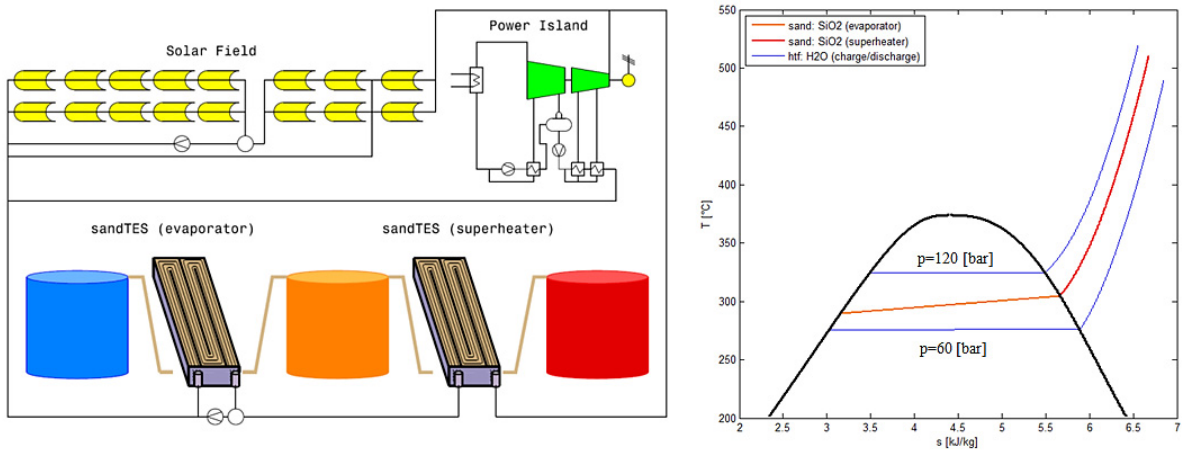 Solar Field
Power Island
sandTES (evaporator)
sandTES (superheater)
550
500
450
400
350
300
250
200
T [°C]
sand: SiO2 (evaporator)
sand: SiO2 (superheater)
htf: H2O (charge/discharge)
p=120 [bar]
p=60 [bar]
2 2.5 3 3.5 4 4.5 5 5.5 6 6.5 7
s [kJ/kg]